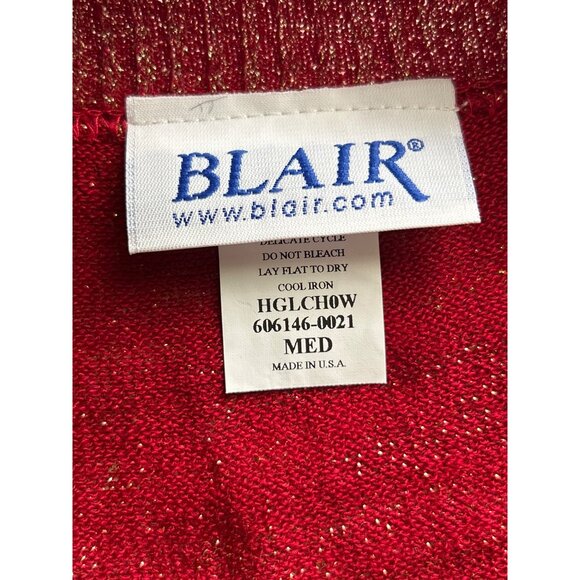 BLAIR®
www.blair.com
DELICATE CYCLE
DO NOT BLEACH
LAY FLAT TO DRY
COOL IRON
HGLCH0W
606146-0021
MED
MADE IN U.S.A.